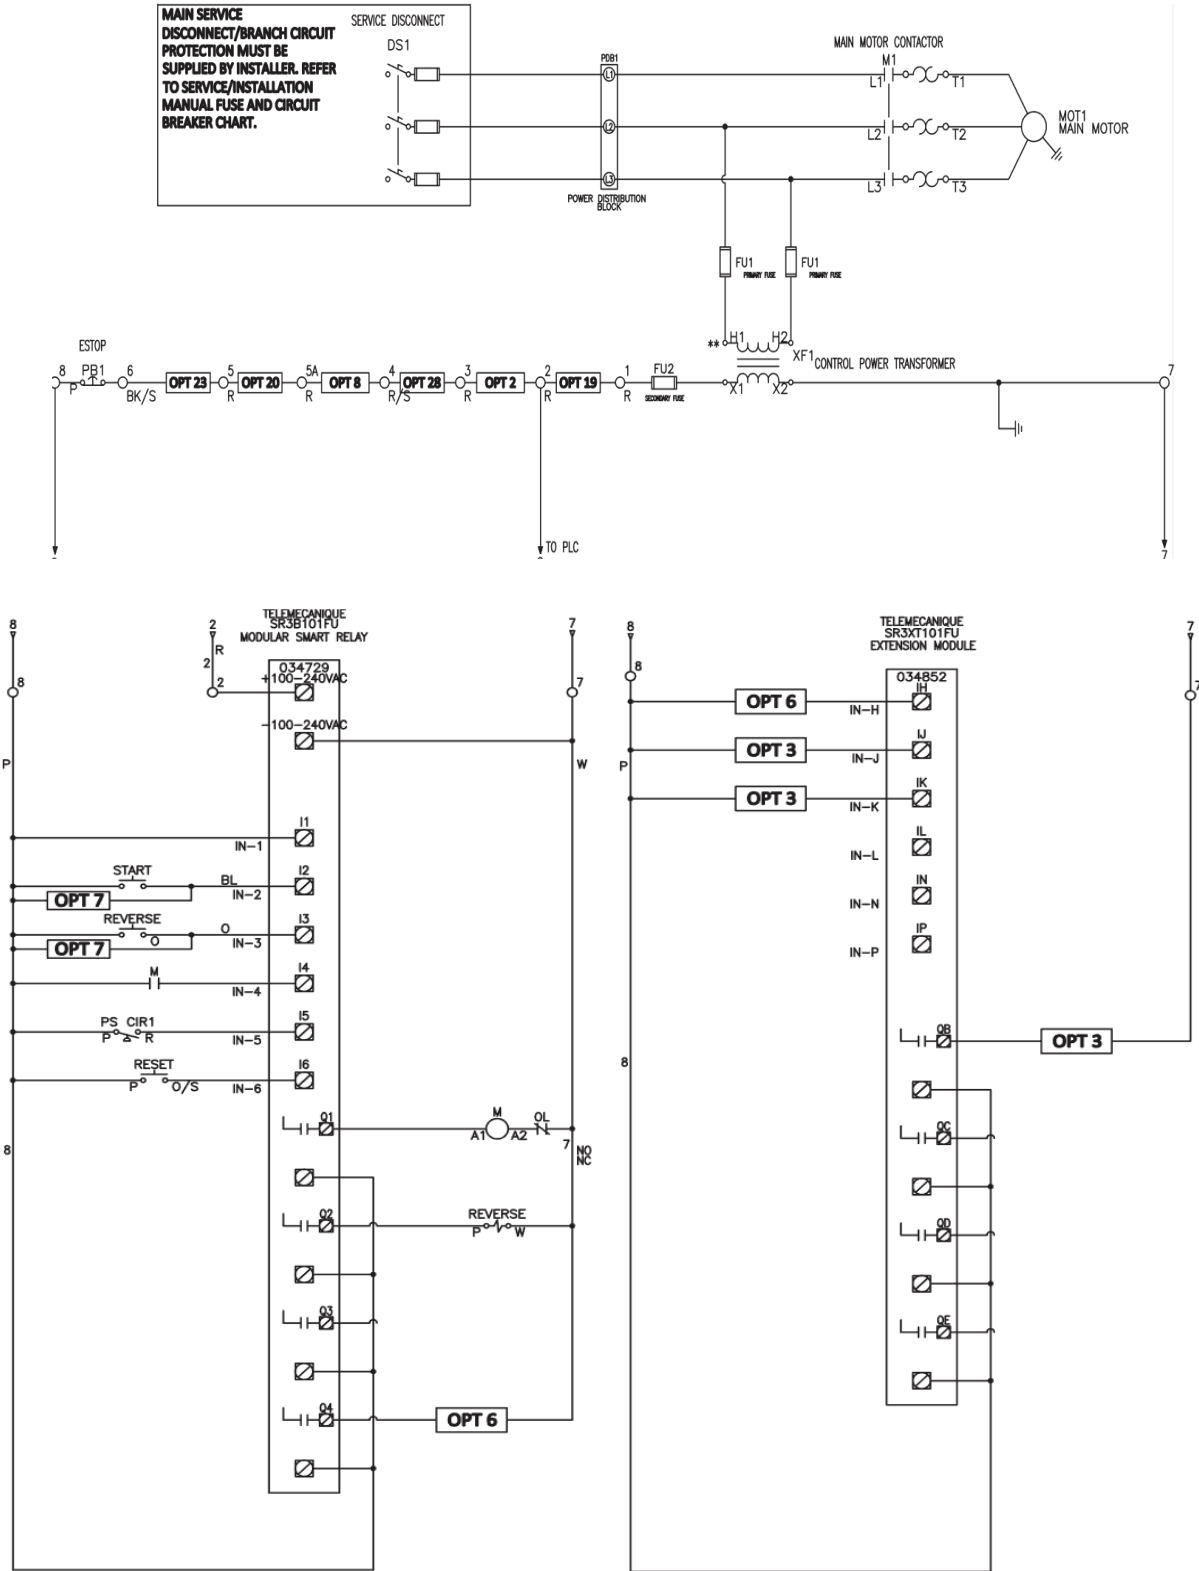 MAIN SERVICE
DISCONNECT/BRANCH CIRCUIT
PROTECTION MUST BE
SUPPLIED BY INSTALLER. REFER
TO SERVICE/INSTALLATION
MANUAL FUSE AND CIRCUIT
BREAKER CHART.
SERVICE DISCONNECT
DS1
PDB1
L1
L2
L3
POWER DISTRIBUTION
BLOCK
MAIN MOTOR CONTACTOR
M1
L1 T1
L2 T2
L3 T3
MOT1
MAIN MOTOR
FU1
PRIMARY FUSE
FU1
PRIMARY FUSE
** H1 H2
XF1 CONTROL POWER TRANSFORMER
X1 X2
ESTOP
8 PB1 6 5 5A 4 3 2 1 FU2 7
OPT 23 OPT 20 OPT 8 OPT 28 OPT 2 OPT 19
P BK/S R R R/S R R R SECONDARY FUSE
TO PLC
7
TELEMECANIQUE
SR3B101FU
MODULAR SMART RELAY
8 2 7
R
2
034729
+100-240VAC
8 2 7
-100-240VAC
P W
I1
IN-1
START
BL I2
IN-2
OPT 7
REVERSE
O O I3
IN-3
OPT 7
M I4
IN-4
PS CIR1 I5
P R IN-5
RESET I6
P O/S IN-6
Q1
M OL
A1 A2
8 7 NO
NC
Q2
REVERSE
P W
Q3
Q4
OPT 6
TELEMECANIQUE
SR3XT101FU
EXTENSION MODULE
8 7
8 7
034852
IH
OPT 6
IN-H
IJ
OPT 3
IN-J
P
IK
OPT 3
IN-K
IL
IN-L
IN
IN-N
IP
IN-P
QB
OPT 3
8
QC
QD
QE